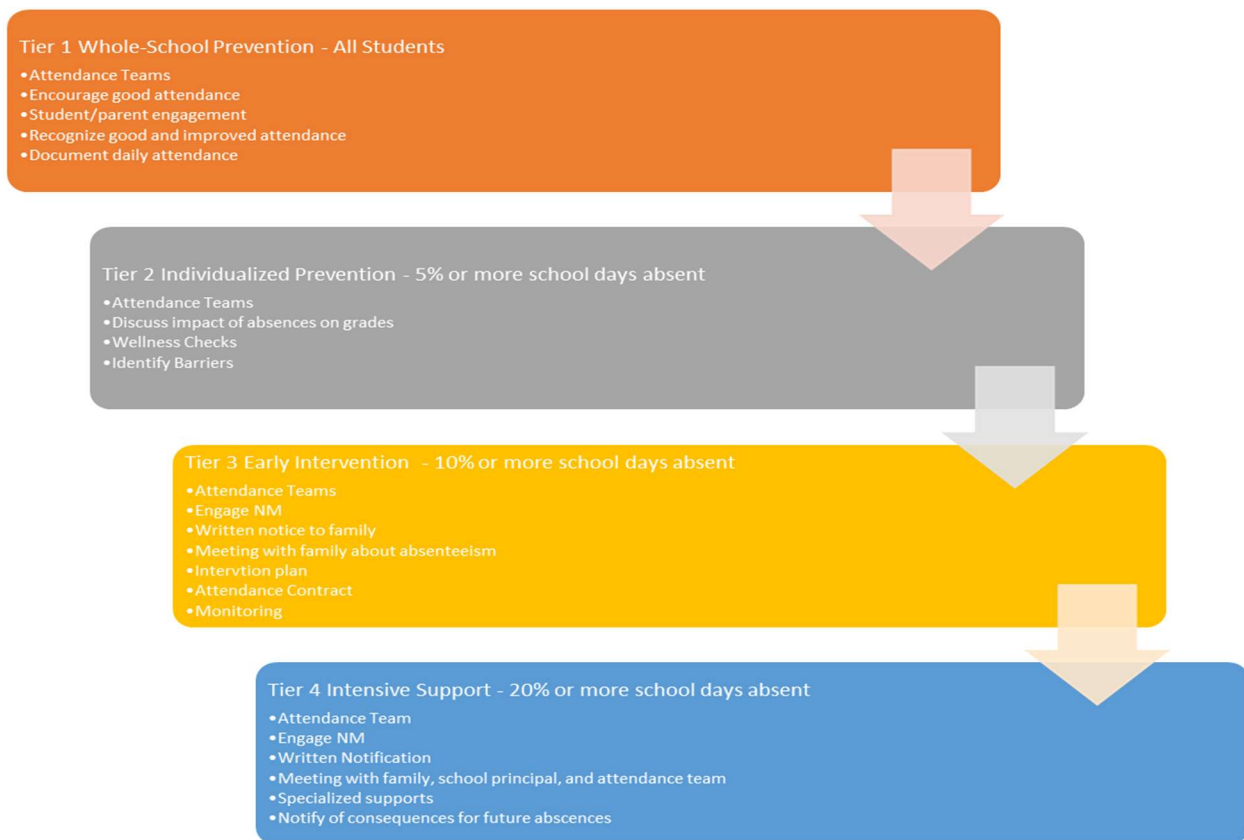 Tier 1 Whole-School Prevention - All Students
•Attendance Teams
•Encourage good attendance
•Student/parent engagement
•Recognize good and improved attendance
•Document daily attendance
Tier 2 Individualized Prevention - 5% or more school days absent
•Attendance Teams
•Discuss impact of absences on grades
•Wellness Checks
•Identify Barriers
Tier 3 Early Intervention - 10% or more school days absent
•Attendance Teams
•Engage NM
•Written notice to family
•Meeting with family about absenteeism
•Intervtion plan
•Attendance Contract
•Monitoring
Tier 4 Intensive Support - 20% or more school days absent
•Attendance Team
•Engage NM
•Written Notification
•Meeting with family, school principal, and attendance team
•Specialized supports
•Notify of consequences for future abscences